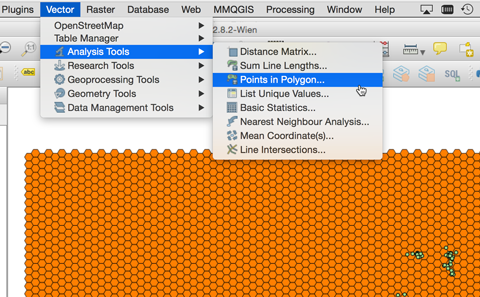 Plugins Vector Raster Database Web MMQGIS Processing Window Help
2.8.2-Wien
OpenStreetMap
Table Manager
Analysis Tools
Research Tools
Geoprocessing Tools
Geometry Tools
Data Management Tools
Distance Matrix...
Sum Line Lengths...
Points in Polygon...
List Unique Values...
Basic Statistics...
Nearest Neighbour Analysis...
Mean Coordinate(s)...
Line Intersections...
abc
SQL